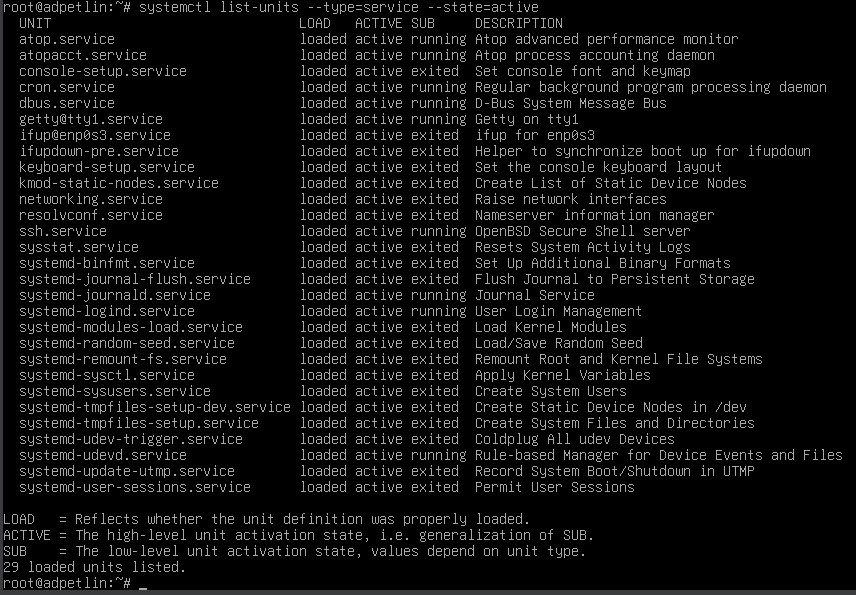 root@adpetlin:~# systemctl list-units --type=service --state=active
  UNIT                               LOAD   ACTIVE SUB     DESCRIPTION
  atop.service                       loaded active running Atop advanced performance monitor
  atopacct.service                   loaded active running Atop process accounting daemon
  console-setup.service              loaded active exited  Set console font and keymap
  cron.service                       loaded active running Regular background program processing daemon
  dbus.service                       loaded active running D-Bus System Message Bus
  getty@tty1.service                 loaded active running Getty on tty1
  ifup@enp0s3.service                loaded active exited  ifup for enp0s3
  ifupdown-pre.service               loaded active exited  Helper to synchronize boot up for ifupdown
  keyboard-setup.service             loaded active exited  Set the console keyboard layout
  kmod-static-nodes.service          loaded active exited  Create List of Static Device Nodes
  networking.service                 loaded active exited  Raise network interfaces
  resolvconf.service                 loaded active exited  Nameserver information manager
  ssh.service                        loaded active running OpenBSD Secure Shell server
  sysstat.service                    loaded active exited  Resets System Activity Logs
  systemd-binfmt.service             loaded active exited  Set Up Additional Binary Formats
  systemd-journal-flush.service      loaded active exited  Flush Journal to Persistent Storage
  systemd-journald.service           loaded active running Journal Service
  systemd-logind.service             loaded active running User Login Management
  systemd-modules-load.service       loaded active exited  Load Kernel Modules
  systemd-random-seed.service        loaded active exited  Load/Save Random Seed
  systemd-remount-fs.service         loaded active exited  Remount Root and Kernel File Systems
  systemd-sysctl.service             loaded active exited  Apply Kernel Variables
  systemd-sysusers.service           loaded active exited  Create System Users
  systemd-tmpfiles-setup-dev.service loaded active exited  Create Static Device Nodes in /dev
  systemd-tmpfiles-setup.service     loaded active exited  Create System Files and Directories
  systemd-udev-trigger.service       loaded active exited  Coldplug All udev Devices
  systemd-udevd.service              loaded active running Rule-based Manager for Device Events and Files
  systemd-update-utmp.service        loaded active exited  Record System Boot/Shutdown in UTMP
  systemd-user-sessions.service      loaded active exited  Permit User Sessions

LOAD   = Reflects whether the unit definition was properly loaded.
ACTIVE = The high-level unit activation state, i.e. generalization of SUB.
SUB    = The low-level unit activation state, values depend on unit type.
29 loaded units listed.
root@adpetlin:~# _